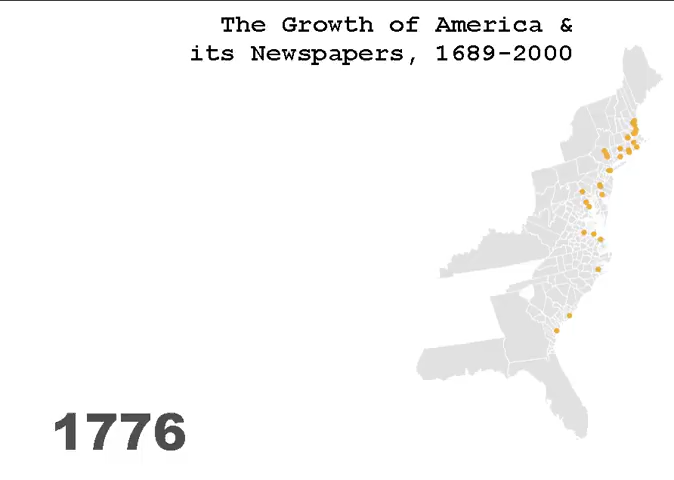 The Growth of America &
its Newspapers, 1689-2000
1776